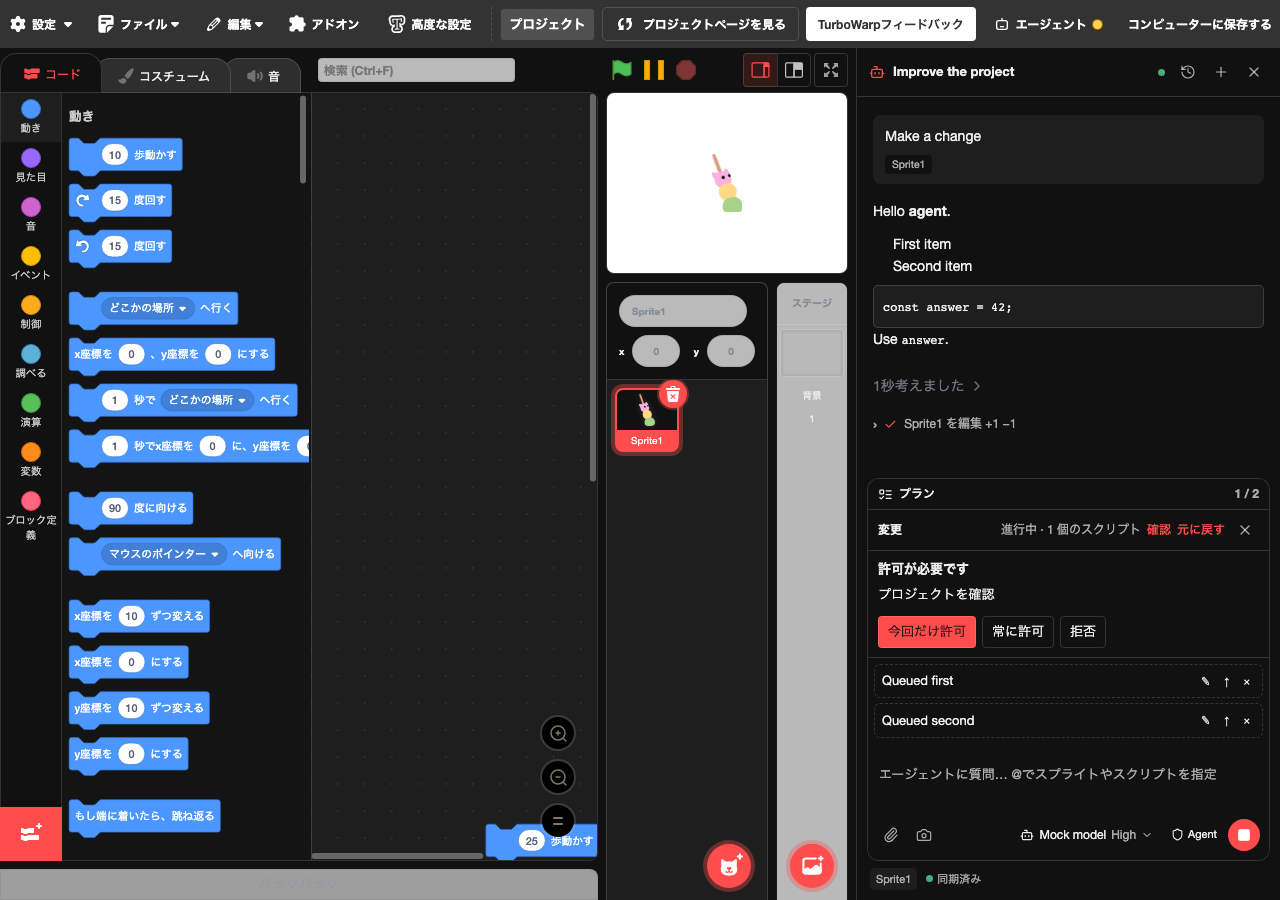 設定
ファイル
編集
アドオン
高度な設定
プロジェクト
プロジェクトページを見る
TurboWarpフィードバック
エージェント
コンピューターに保存する
コード
コスチューム
音
検索 (Ctrl+F)
動き
見た目
音
イベント
制御
調べる
演算
変数
ブロック定義
動き
10 歩動かす
15 度回す
15 度回す
どこかの場所 へ行く
x座標を 0 、y座標を 0 にする
1 秒で どこかの場所 へ行く
1 秒でx座標を 0 に、y座標を
90 度に向ける
マウスのポインター へ向ける
x座標を 10 ずつ変える
x座標を 0 にする
y座標を 10 ずつ変える
y座標を 0 にする
もし端に着いたら、跳ね返る
25 歩動かす
バックパック
Sprite1
x 0 y 0
Sprite1
ステージ
背景
1
Improve the project
Make a change
Sprite1
Hello agent.
First item
Second item
const answer = 42;
Use answer.
1秒考えました
Sprite1 を編集 +1 −1
プラン 1 / 2
変更 進行中 · 1 個のスクリプト 確認 元に戻す
許可が必要です
プロジェクトを確認
今回だけ許可 常に許可 拒否
Queued first
Queued second
エージェントに質問... @でスプライトやスクリプトを指定
Mock model High Agent
Sprite1 同期済み